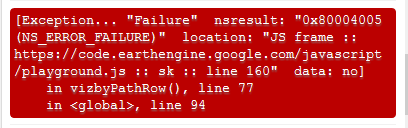 [Exception... "Failure"  nsresult: "0x80004005
(NS_ERROR_FAILURE)"  location: "JS frame ::
https://code.earthengine.google.com/javascript
/playground.js :: sk :: line 160"  data: no]
in vizbyPathRow(), line 77
in <global>, line 94